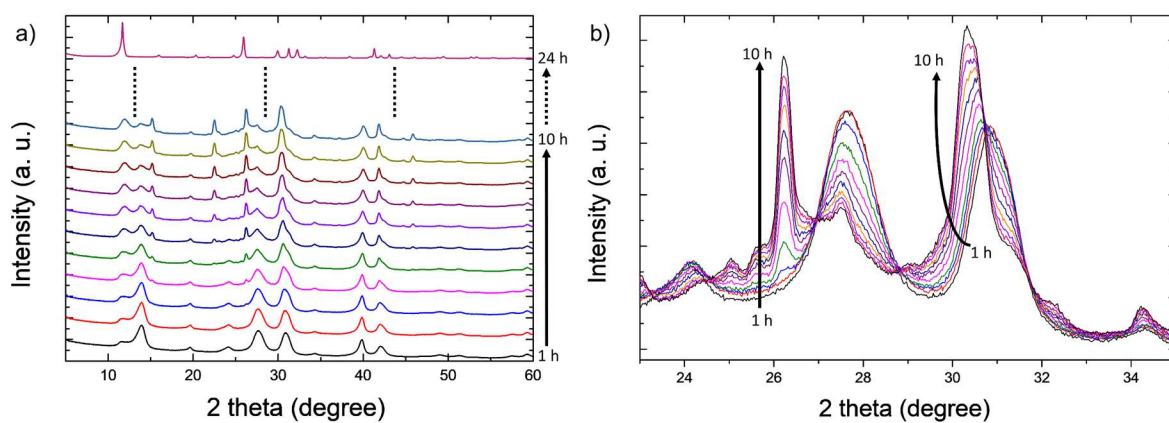 a)
24 h
10 h
1 h
Intensity (a. u.)
10 20 30 40 50 60
2 theta (degree)
b)
10 h
10 h
1 h
1 h
Intensity (a. u.)
24 26 28 30 32 34
2 theta (degree)